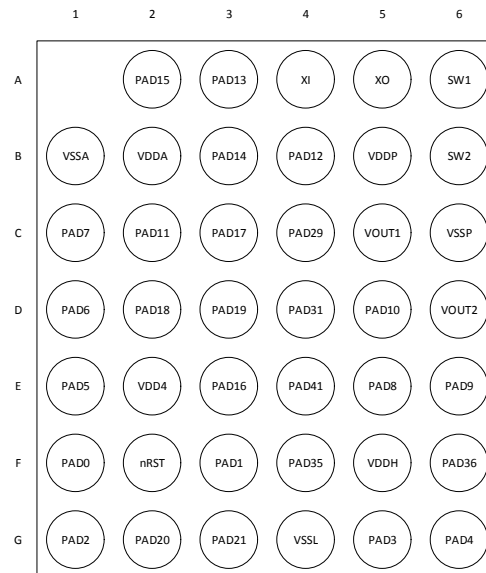 1 2 3 4 5 6
A PAD15 PAD13 XI XO SW1
B VSSA VDDA PAD14 PAD12 VDDP SW2
C PAD7 PAD11 PAD17 PAD29 VOUT1 VSSP
D PAD6 PAD18 PAD19 PAD31 PAD10 VOUT2
E PAD5 VDD4 PAD16 PAD41 PAD8 PAD9
F PAD0 nRST PAD1 PAD35 VDDH PAD36
G PAD2 PAD20 PAD21 VSSL PAD3 PAD4